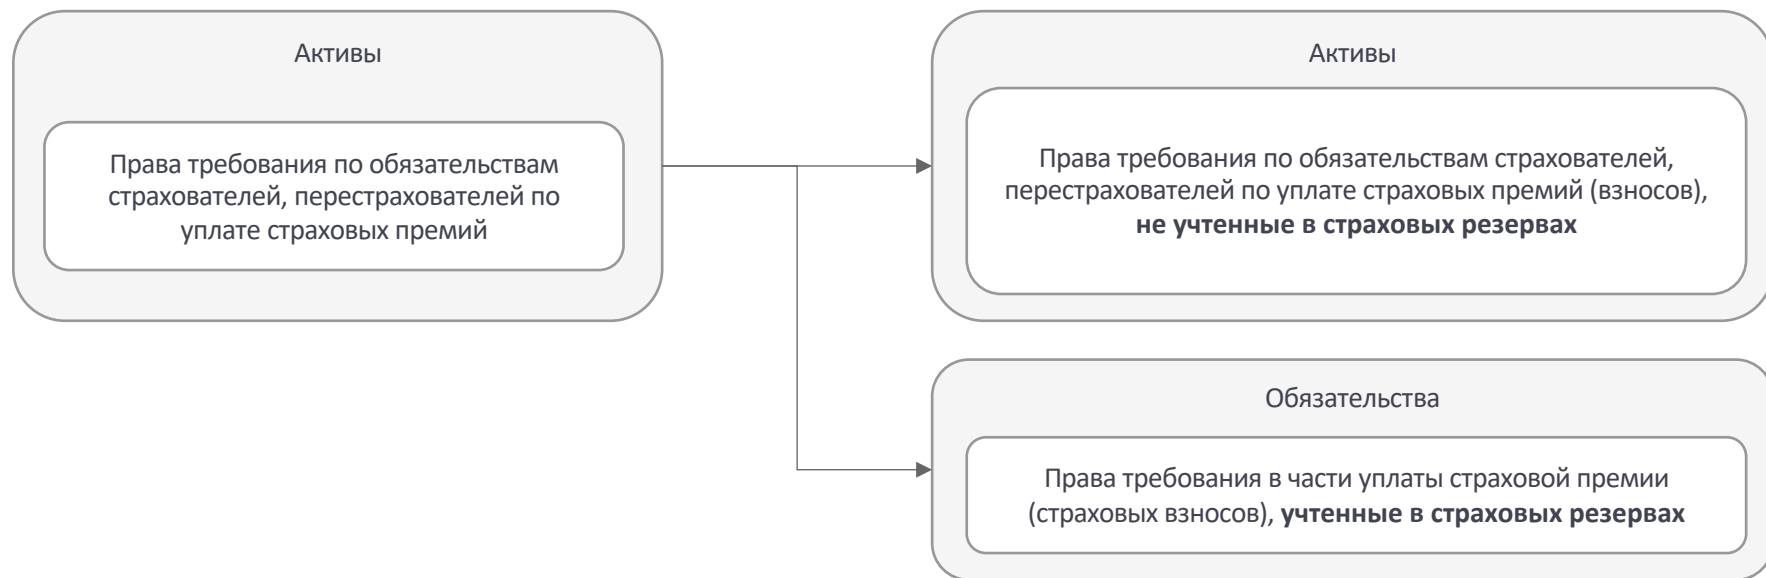 Активы
Права требования по обязательствам
страхователей, перестрахователей по
уплате страховых премий
Активы
Права требования по обязательствам страхователей,
перестрахователей по уплате страховых премий (взносов),
не учтенные в страховых резервах
Обязательства
Права требования в части уплаты страховой премии
(страховых взносов), учтенные в страховых резервах